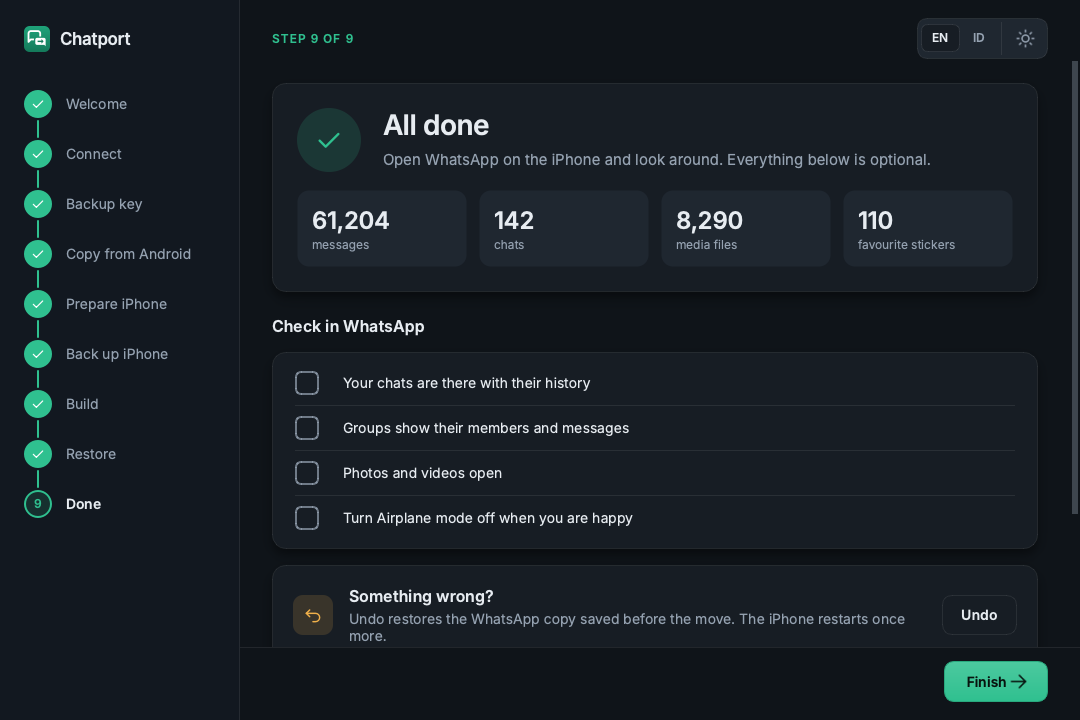 Chatport
STEP 9 OF 9
EN ID
Welcome
Connect
Backup key
Copy from Android
Prepare iPhone
Back up iPhone
Build
Restore
9 Done
All done
Open WhatsApp on the iPhone and look around. Everything below is optional.
61,204
messages
142
chats
8,290
media files
110
favourite stickers
Check in WhatsApp
Your chats are there with their history
Groups show their members and messages
Photos and videos open
Turn Airplane mode off when you are happy
Something wrong?
Undo restores the WhatsApp copy saved before the move. The iPhone restarts once
more.
Undo
Finish